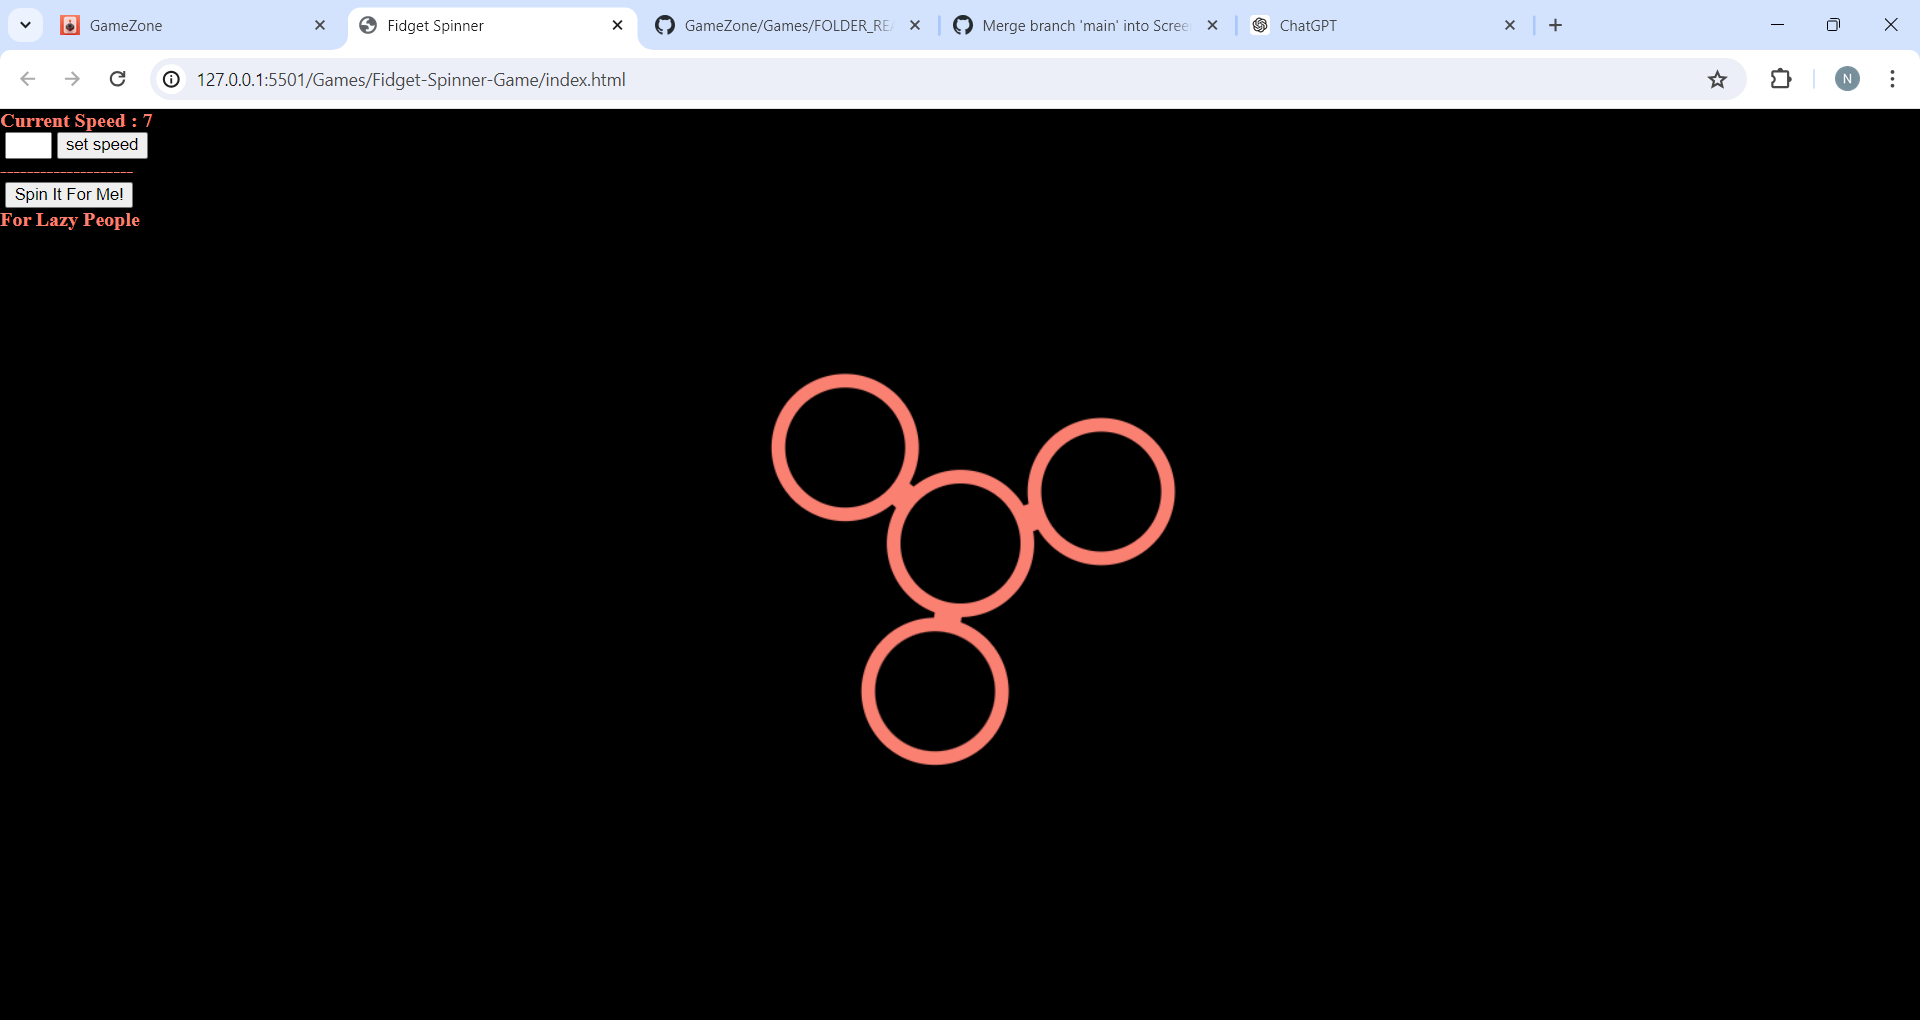 GameZone
Fidget Spinner
GameZone/Games/FOLDER_RE
Merge branch 'main' into Scree
ChatGPT
127.0.0.1:5501/Games/Fidget-Spinner-Game/index.html
N
Current Speed : 7
set speed
--------------------
Spin It For Me!
For Lazy People